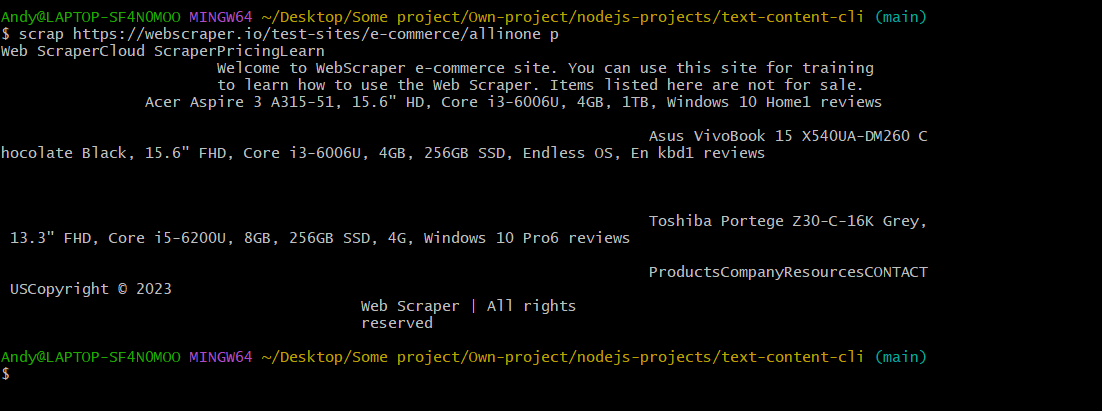 Andy@LAPTOP-SF4N0MOO MINGW64 ~/Desktop/Some project/Own-project/nodejs-projects/text-content-cli (main)
$ scrap https://webscraper.io/test-sites/e-commerce/allinone p
Web ScraperCloud ScraperPricingLearn
Welcome to WebScraper e-commerce site. You can use this site for training
to learn how to use the Web Scraper. Items listed here are not for sale.
Acer Aspire 3 A315-51, 15.6" HD, Core i3-6006U, 4GB, 1TB, Windows 10 Home1 reviews
Asus VivoBook 15 X540UA-DM260 C
hocolate Black, 15.6" FHD, Core i3-6006U, 4GB, 256GB SSD, Endless OS, En kbd1 reviews
Toshiba Portege Z30-C-16K Grey,
13.3" FHD, Core i5-6200U, 8GB, 256GB SSD, 4G, Windows 10 Pro6 reviews
ProductsCompanyResourcesCONTACT
USCopyright © 2023
Web Scraper | All rights
reserved
Andy@LAPTOP-SF4N0MOO MINGW64 ~/Desktop/Some project/Own-project/nodejs-projects/text-content-cli (main)
$